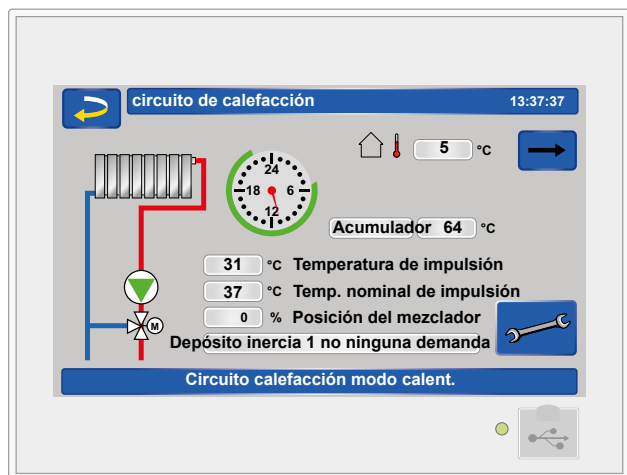 circuito de calefacción 13:37:37
5 °C
24
18 6
12
Acumulador 64 °C
31 °C Temperatura de impulsión
37 °C Temp. nominal de impulsión
0 % Posición del mezclador
M
Depósito inercia 1 no ninguna demanda
Circuito calefacción modo calent.